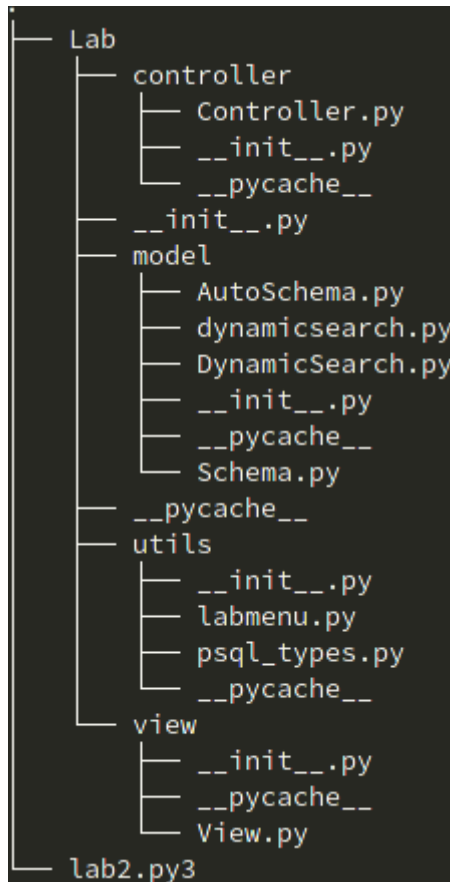 .
├── Lab
│   ├── controller
│   │   ├── Controller.py
│   │   ├── __init__.py
│   │   └── __pycache__
│   ├── __init__.py
│   ├── model
│   │   ├── AutoSchema.py
│   │   ├── dynamicsearch.py
│   │   ├── DynamicSearch.py
│   │   ├── __init__.py
│   │   ├── __pycache__
│   │   └── Schema.py
│   ├── __pycache__
│   ├── utils
│   │   ├── __init__.py
│   │   ├── labmenu.py
│   │   ├── psql_types.py
│   │   └── __pycache__
│   └── view
│       ├── __init__.py
│       ├── __pycache__
│       └── View.py
└── lab2.py3